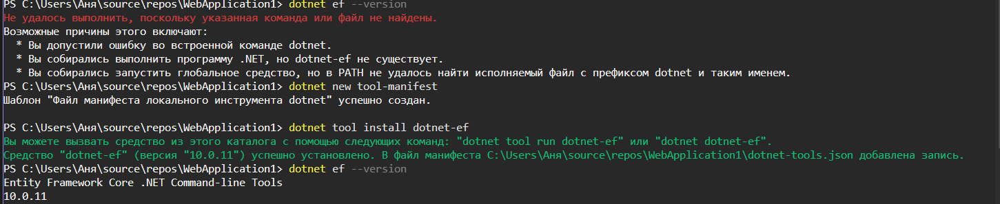 PS C:\Users\Аня\source\repos\WebApplication1> dotnet ef --version
Не удалось выполнить, поскольку указанная команда или файл не найдены.
Возможные причины этого включают:
  * Вы допустили ошибку во встроенной команде dotnet.
  * Вы собирались выполнить программу .NET, но dotnet-ef не существует.
  * Вы собирались запустить глобальное средство, но в PATH не удалось найти исполняемый файл с префиксом dotnet и таким именем.
PS C:\Users\Аня\source\repos\WebApplication1> dotnet new tool-manifest
Шаблон "Файл манифеста локального инструмента dotnet" успешно создан.

PS C:\Users\Аня\source\repos\WebApplication1> dotnet tool install dotnet-ef
Вы можете вызвать средство из этого каталога с помощью следующих команд: "dotnet tool run dotnet-ef" или "dotnet dotnet-ef".
Средство "dotnet-ef" (версия "10.0.11") успешно установлено. В файл манифеста C:\Users\Аня\source\repos\WebApplication1\dotnet-tools.json добавлена запись.
PS C:\Users\Аня\source\repos\WebApplication1> dotnet ef --version
Entity Framework Core .NET Command-line Tools
10.0.11